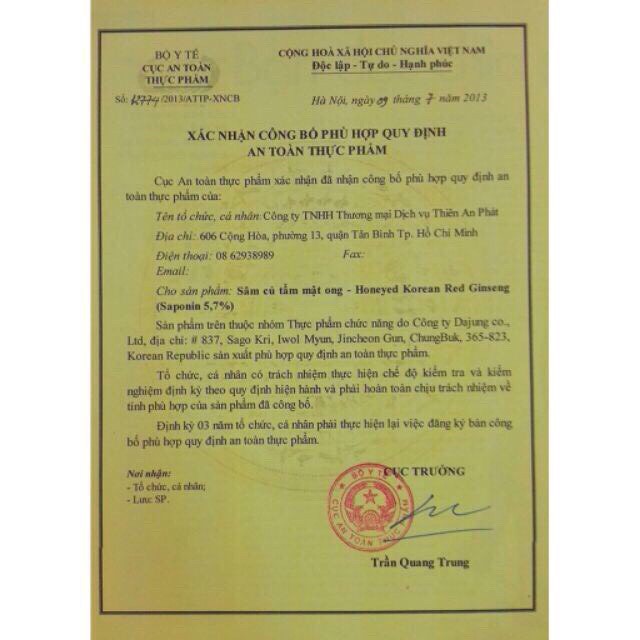 BỘ Y TẾ
CỤC AN TOÀN
THỰC PHẨM
Số: /2013/ATTP-XNCB
CỘNG HOÀ XÃ HỘI CHỦ NGHĨA VIỆT NAM
Độc lập - Tự do - Hạnh phúc
Hà Nội, ngày 09 tháng 7 năm 2013
XÁC NHẬN CÔNG BỐ PHÙ HỢP QUY ĐỊNH
AN TOÀN THỰC PHẨM
Cục An toàn thực phẩm xác nhận đã nhận công bố phù hợp quy định an
toàn thực phẩm của:
Tên tổ chức, cá nhân: Công ty TNHH Thương mại Dịch vụ Thiên An Phát
Địa chỉ: 606 Cộng Hòa, phường 13, quận Tân Bình Tp. Hồ Chí Minh
Điện thoại: 08 62938989 Fax:
Email:
Cho sản phẩm: Sâm củ tẩm mật ong - Honeyed Korean Red Ginseng
(Saponin 5,7%)
Sản phẩm trên thuộc nhóm Thực phẩm chức năng do Công ty Dajung co.,
Ltd, địa chỉ: # 837, Sago Kri, Iwol Myun, Jincheon Gun, ChungBuk, 365-823,
Korean Republic sản xuất phù hợp quy định an toàn thực phẩm.
Tổ chức, cá nhân có trách nhiệm thực hiện chế độ kiểm tra và kiểm
nghiệm định kỳ theo quy định hiện hành và phải hoàn toàn chịu trách nhiệm về
tính phù hợp của sản phẩm đã công bố.
Định kỳ 03 năm tổ chức, cá nhân phải thực hiện lại việc đăng ký bản công
bố phù hợp quy định an toàn thực phẩm.
Nơi nhận:
- Tổ chức, cá nhân;
- Lưu: SP.
CỤC TRƯỞNG
BỘ Y TẾ
CỤC AN TOÀN THỰC PHẨM
Trần Quang Trung